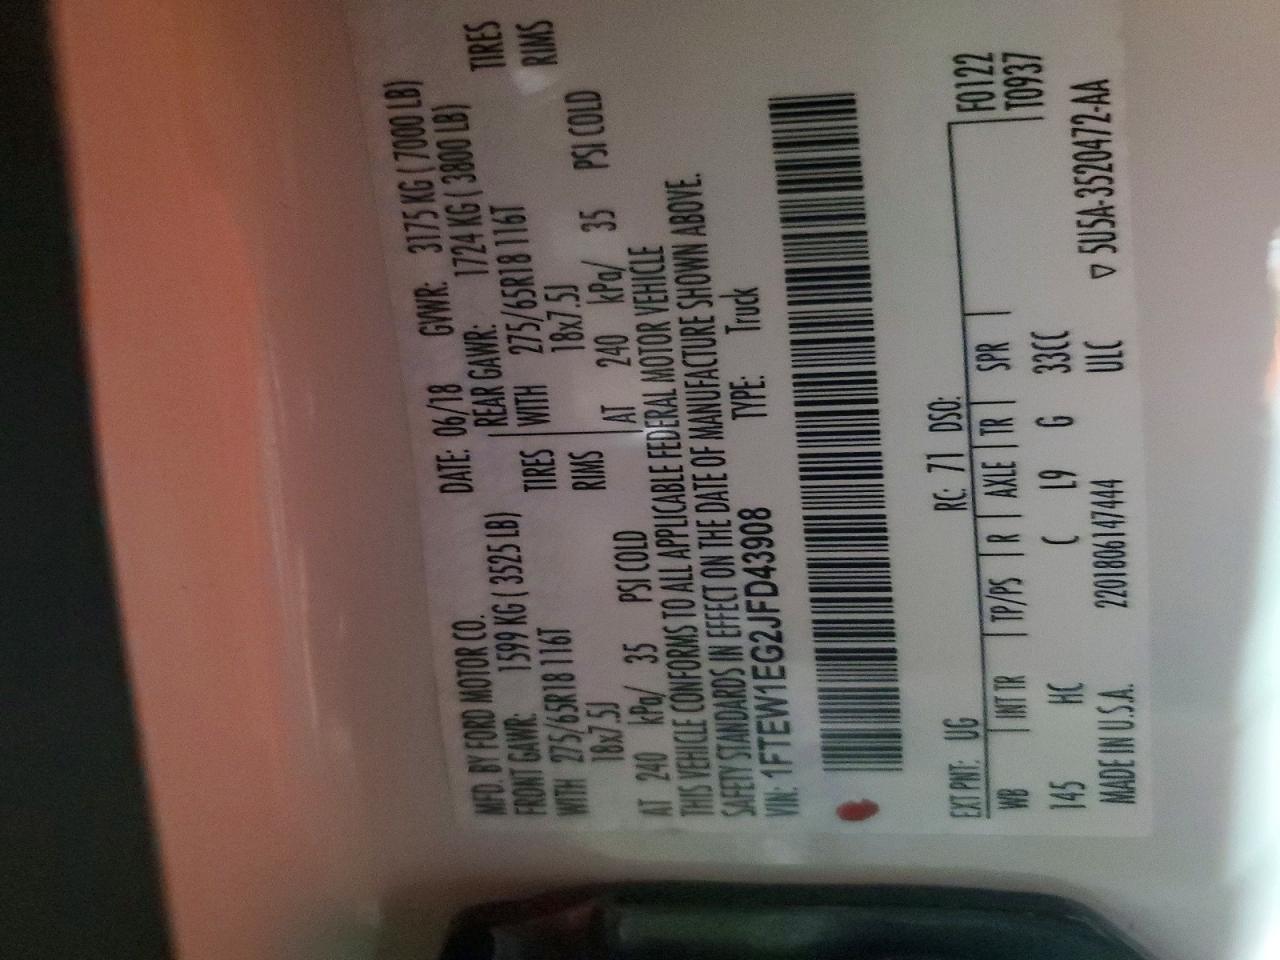 MFD. BY FORD MOTOR CO. DATE: 06/18 GVWR: 3175 KG ( 7000 LB)
FRONT GAWR: 1599 KG ( 3525 LB) REAR GAWR: 1724 KG ( 3800 LB)
WITH 275/65R18 116T TIRES WITH 275/65R18 116T TIRES
18x7.5J RIMS 18x7.5J RIMS
AT 240 kPa/ 35 PSI COLD AT 240 kPa/ 35 PSI COLD
THIS VEHICLE CONFORMS TO ALL APPLICABLE FEDERAL MOTOR VEHICLE
SAFETY STANDARDS IN EFFECT ON THE DATE OF MANUFACTURE SHOWN ABOVE.
VIN: 1FTEW1EG2JFD43908 TYPE: Truck
EXT PNT: UG RC: 71 DSO: F0122
WB INT TR TP/PS R AXLE TR SPR T0937
145 HC C L9 G 33CC
MADE IN U.S.A. 2201806147444 ULC ▽ 5U5A-3520472-AA